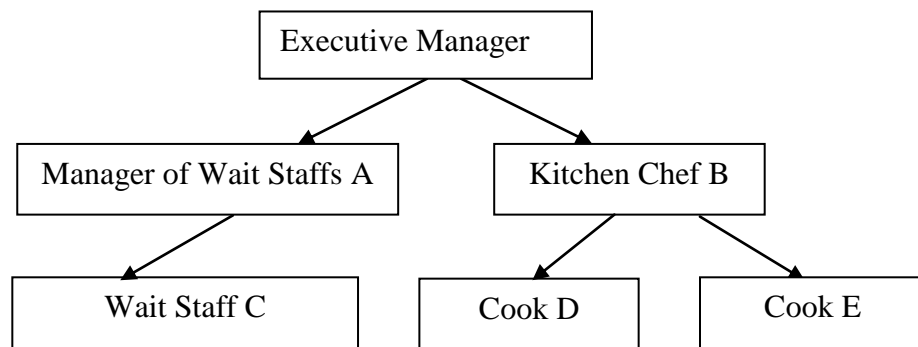 Executive Manager
Manager of Wait Staffs A
Kitchen Chef B
Wait Staff C
Cook D
Cook E